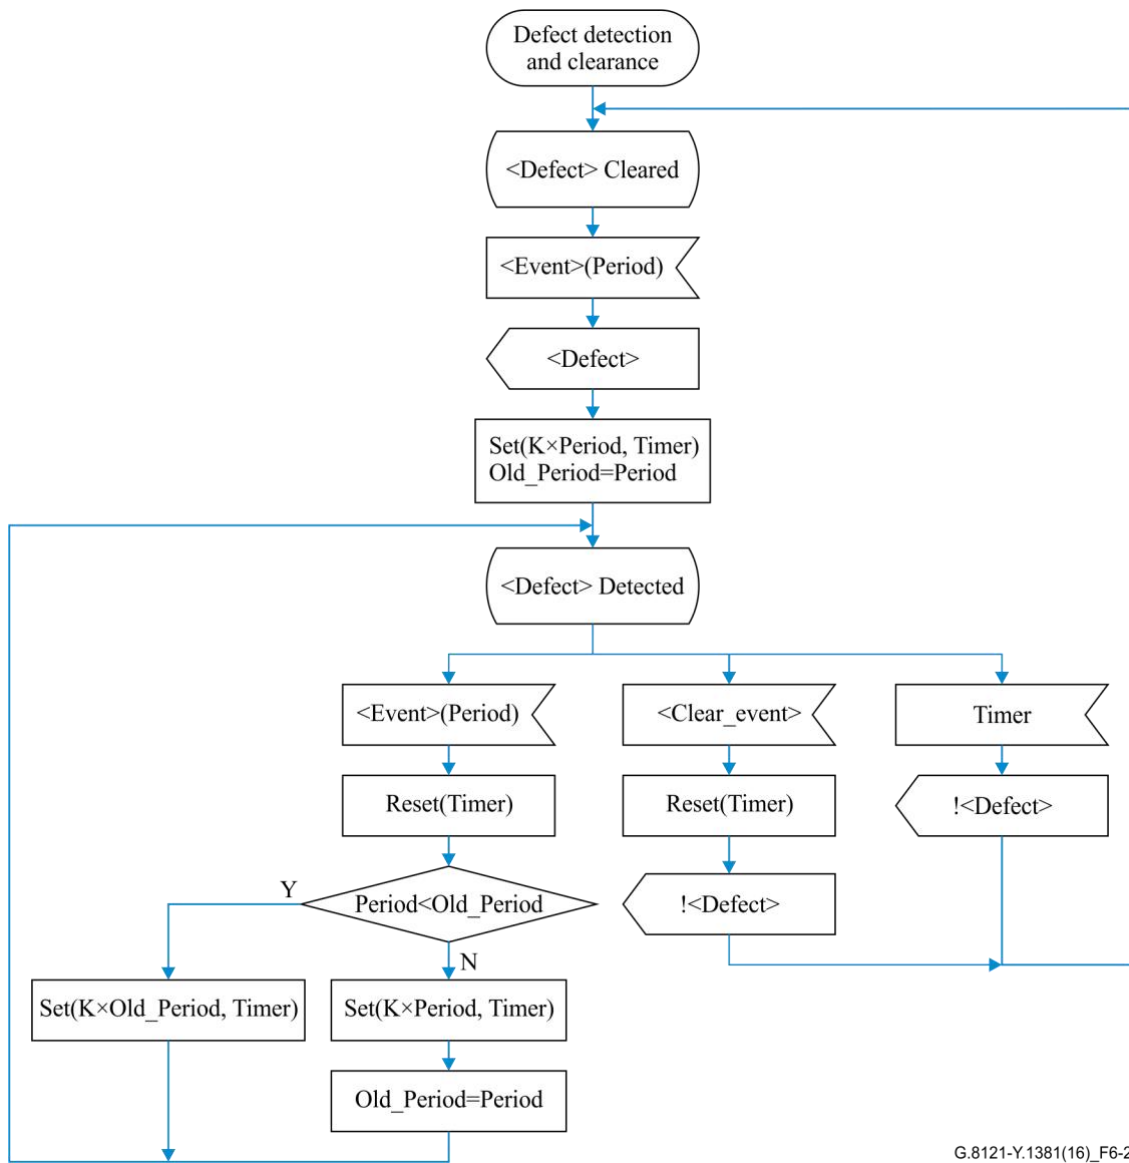 Defect detection
and clearance
<Defect> Cleared
<Event>(Period)
<Defect>
Set(K×Period, Timer)
Old_Period=Period
<Defect> Detected
<Event>(Period)
<Clear_event>
Timer
Reset(Timer)
Reset(Timer)
!<Defect>
Y
Period<Old_Period
!<Defect>
N
Set(K×Old_Period, Timer)
Set(K×Period, Timer)
Old_Period=Period
G.8121-Y.1381(16)_F6-2